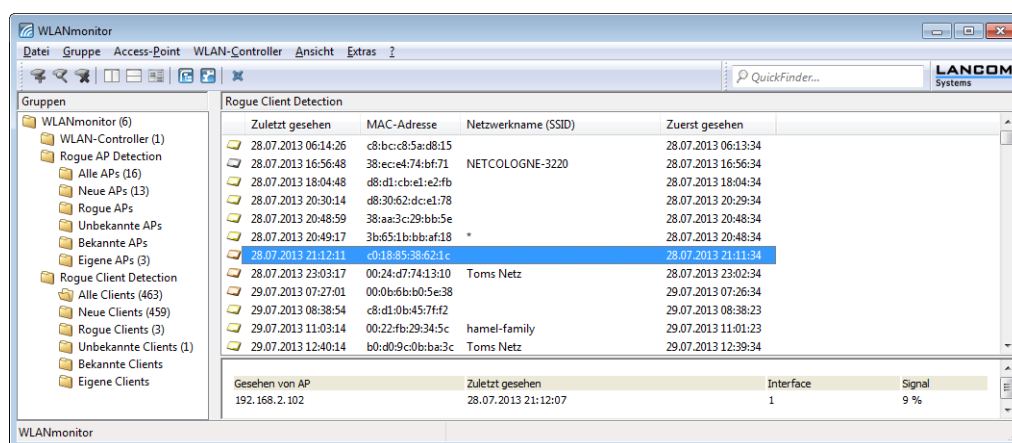 WLANmonitor
Datei Gruppe Access-Point WLAN-Controller Ansicht Extras ?
QuickFinder...
LANCOM
Systems
Gruppen
WLANmonitor (6)
WLAN-Controller (1)
Rogue AP Detection
Alle APs (16)
Neue APs (13)
Rogue APs
Unbekannte APs
Bekannte APs
Eigene APs (3)
Rogue Client Detection
Alle Clients (463)
Neue Clients (459)
Rogue Clients (3)
Unbekannte Clients (1)
Bekannte Clients
Eigene Clients
Rogue Client Detection
Zuletzt gesehen MAC-Adresse Netzwerkname (SSID) Zuerst gesehen
28.07.2013 06:14:26 c8:bc:c8:5a:d8:15 28.07.2013 06:13:34
28.07.2013 16:56:48 38:ec:e4:74:bf:71 NETCOLOGNE-3220 28.07.2013 16:56:34
28.07.2013 18:04:48 d8:d1:cb:e1:e2:fb 28.07.2013 18:04:34
28.07.2013 20:30:14 d8:30:62:dc:e1:78 28.07.2013 20:29:34
28.07.2013 20:48:59 38:aa:3c:29:bb:5e 28.07.2013 20:48:34
28.07.2013 20:49:17 3b:65:1b:bb:af:18 * 28.07.2013 20:48:34
28.07.2013 21:12:11 c0:18:85:38:62:1c 28.07.2013 21:11:34
28.07.2013 23:03:17 00:24:d7:74:13:10 Toms Netz 28.07.2013 23:02:34
29.07.2013 07:27:01 00:0b:6b:b0:5e:38 29.07.2013 07:26:34
29.07.2013 08:38:54 c8:d1:0b:45:7f:f2 29.07.2013 08:38:23
29.07.2013 11:03:14 00:22:fb:29:34:5c hamel-family 29.07.2013 11:01:23
29.07.2013 12:40:14 b0:d0:9c:0b:ba:3c Toms Netz 29.07.2013 12:39:34
Gesehen von AP Zuletzt gesehen Interface Signal
192.168.2.102 28.07.2013 21:12:07 1 9 %
WLANmonitor